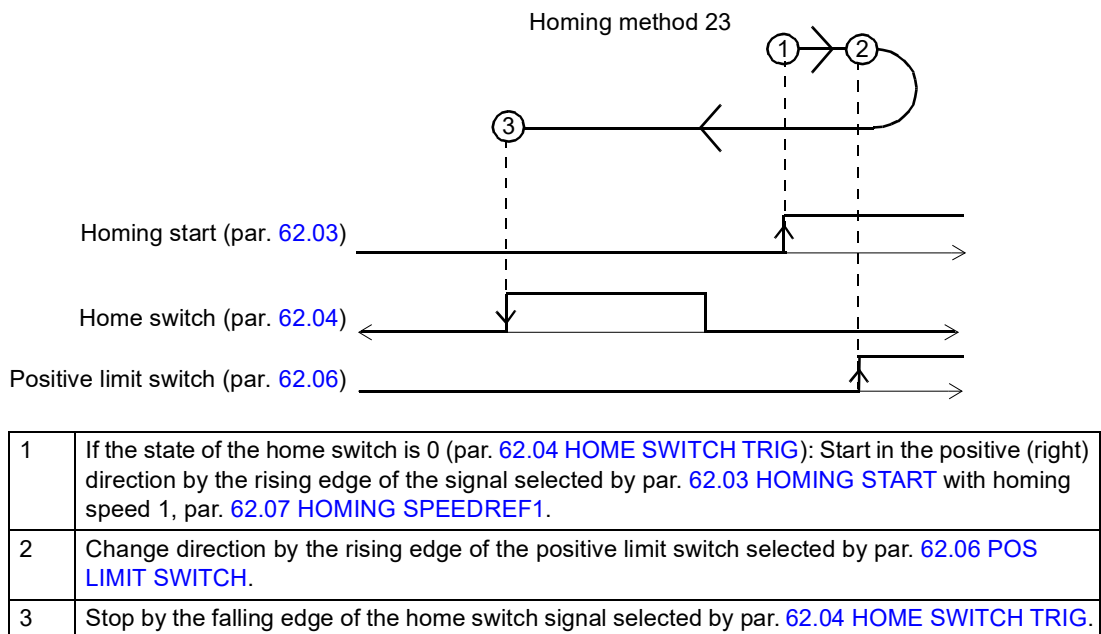 Homing method 23
1
2
3
Homing start (par. 62.03)
Home switch (par. 62.04)
Positive limit switch (par. 62.06)
1 If the state of the home switch is 0 (par. 62.04 HOME SWITCH TRIG): Start in the positive (right)
direction by the rising edge of the signal selected by par. 62.03 HOMING START with homing
speed 1, par. 62.07 HOMING SPEEDREF1.
2 Change direction by the rising edge of the positive limit switch selected by par. 62.06 POS
LIMIT SWITCH.
3 Stop by the falling edge of the home switch signal selected by par. 62.04 HOME SWITCH TRIG.